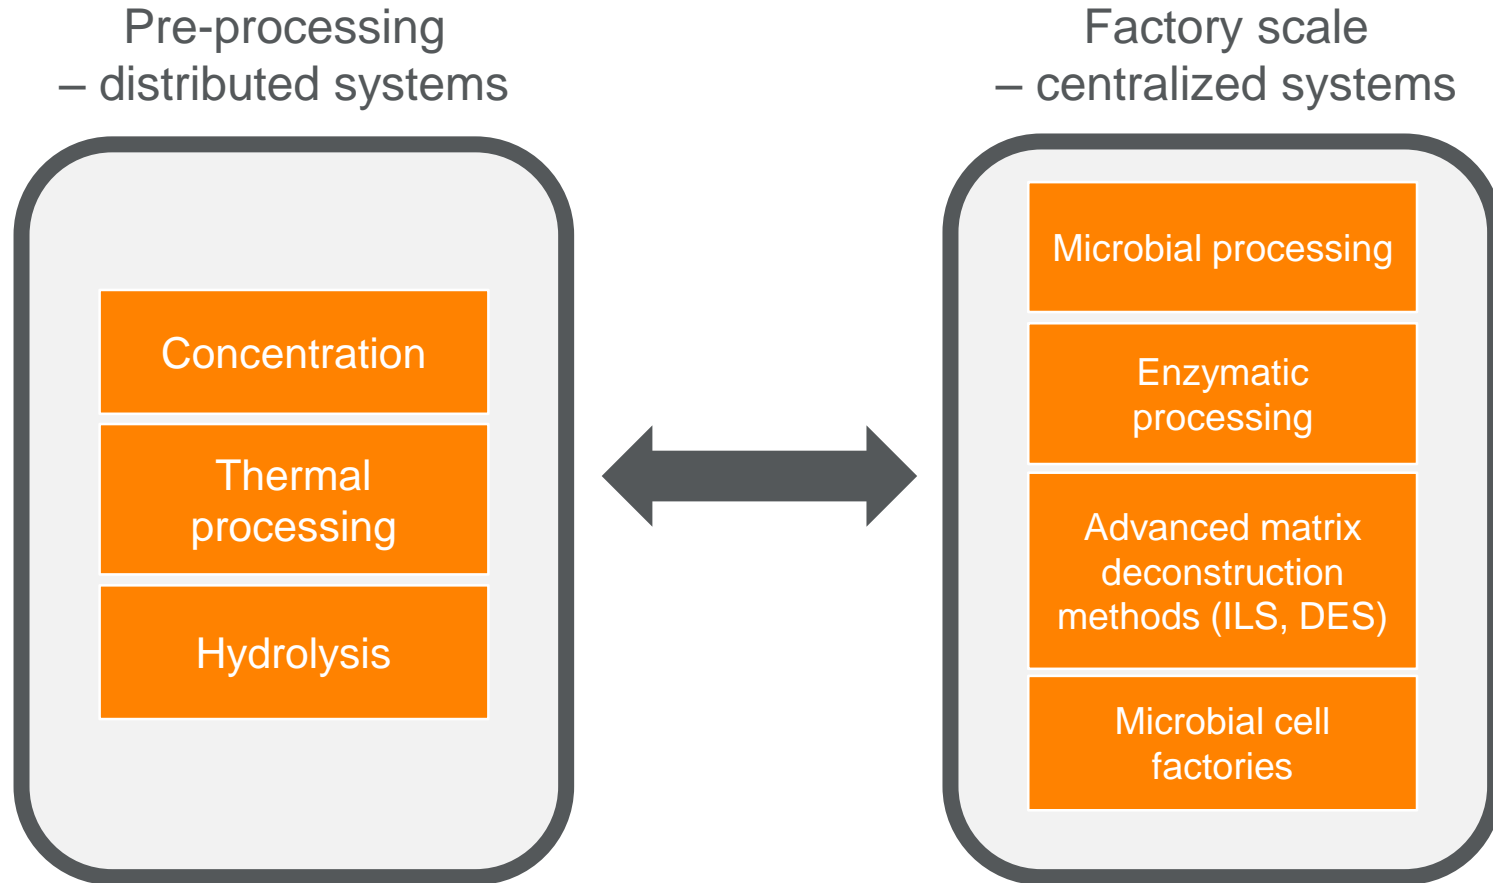 Pre-processing
– distributed systems
Concentration
Thermal
processing
Hydrolysis
Factory scale
– centralized systems
Microbial processing
Enzymatic
processing
Advanced matrix
deconstruction
methods (ILS, DES)
Microbial cell
factories